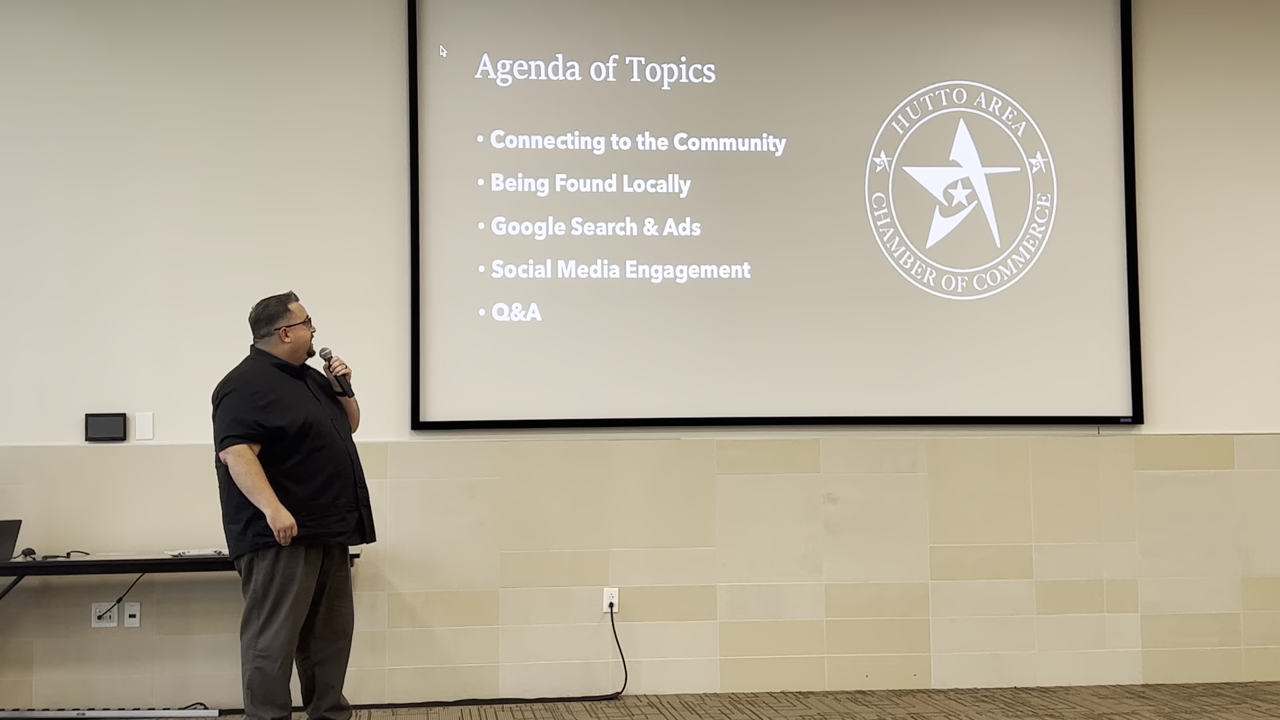 Agenda of Topics
• Connecting to the Community
• Being Found Locally
• Google Search & Ads
• Social Media Engagement
• Q&A
HUTTO AREA
CHAMBER OF COMMERCE